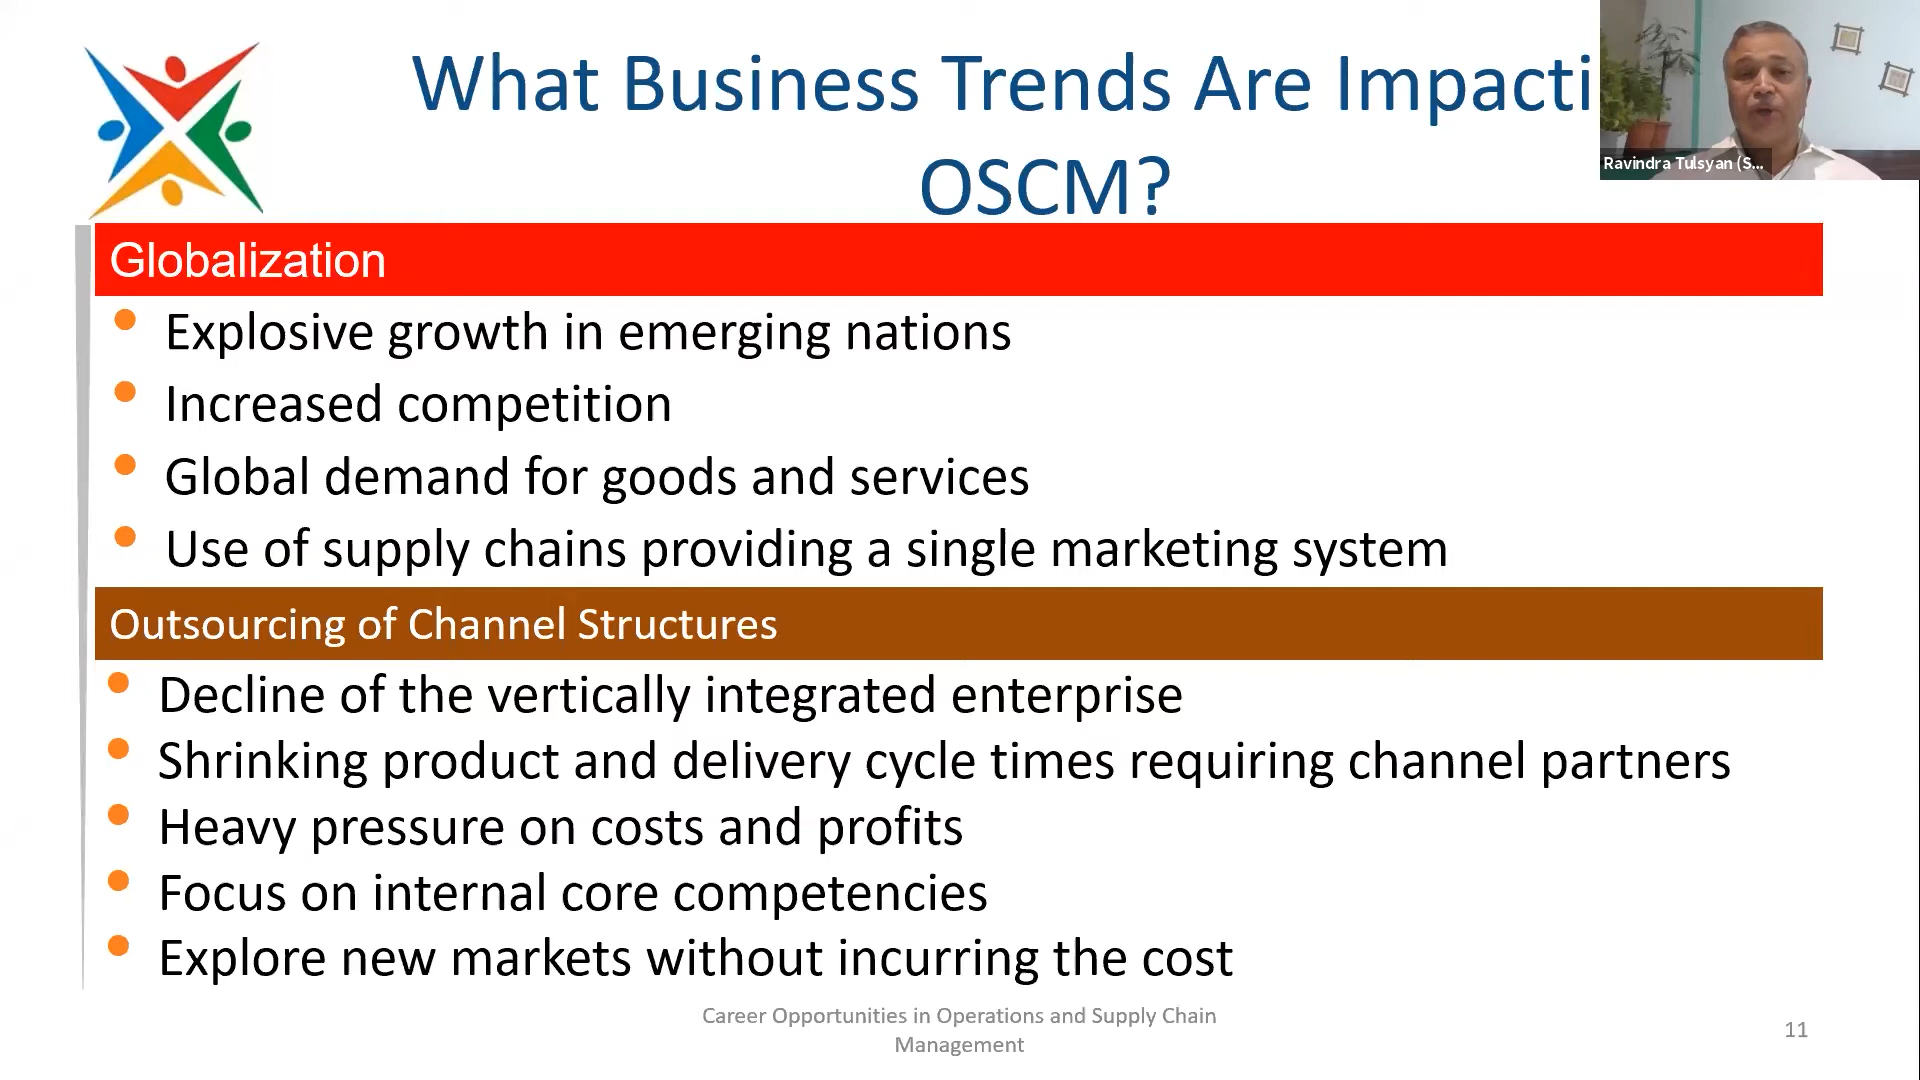 What Business Trends Are Impacti
OSCM?
Ravindra Tulsyan (S...
Globalization
Explosive growth in emerging nations
Increased competition
Global demand for goods and services
Use of supply chains providing a single marketing system
Outsourcing of Channel Structures
Decline of the vertically integrated enterprise
Shrinking product and delivery cycle times requiring channel partners
Heavy pressure on costs and profits
Focus on internal core competencies
Explore new markets without incurring the cost
Career Opportunities in Operations and Supply Chain
Management
11